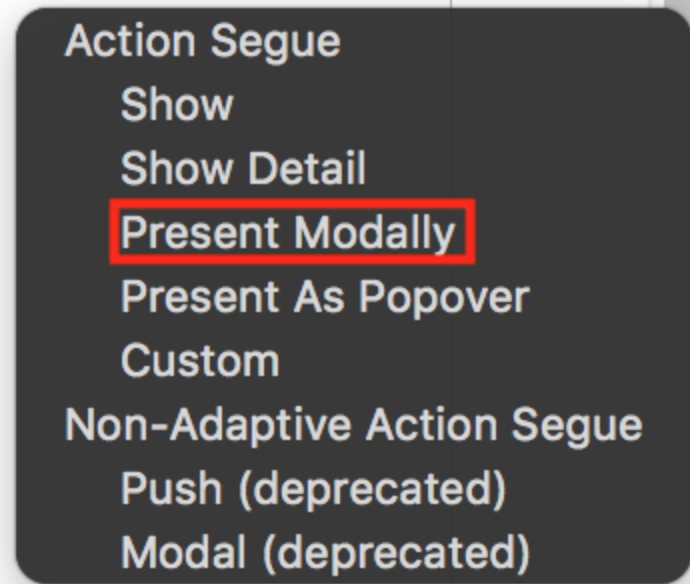 Action Segue
Show
Show Detail
Present Modally
Present As Popover
Custom
Non-Adaptive Action Segue
Push (deprecated)
Modal (deprecated)